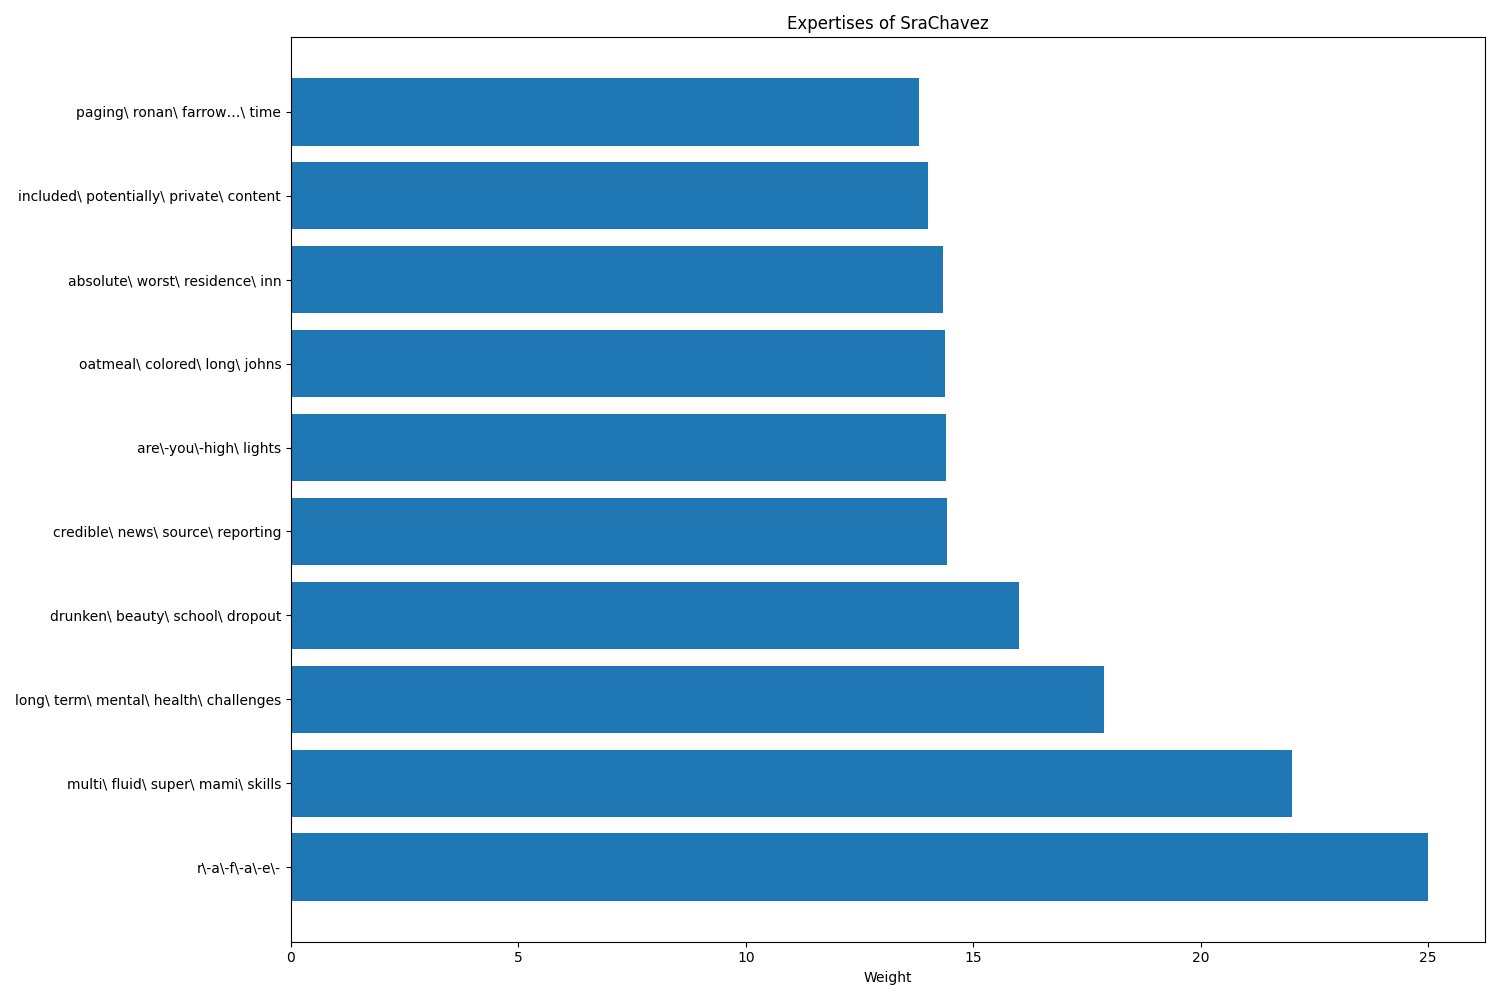 Expertises of SraChavez
paging\ ronan\ farrow…\ time
included\ potentially\ private\ content
absolute\ worst\ residence\ inn
oatmeal\ colored\ long\ johns
are\-you\-high\ lights
credible\ news\ source\ reporting
drunken\ beauty\ school\ dropout
long\ term\ mental\ health\ challenges
multi\ fluid\ super\ mami\ skills
r\-a\-f\-a\-e\-
0 5 10 15 20 25
Weight